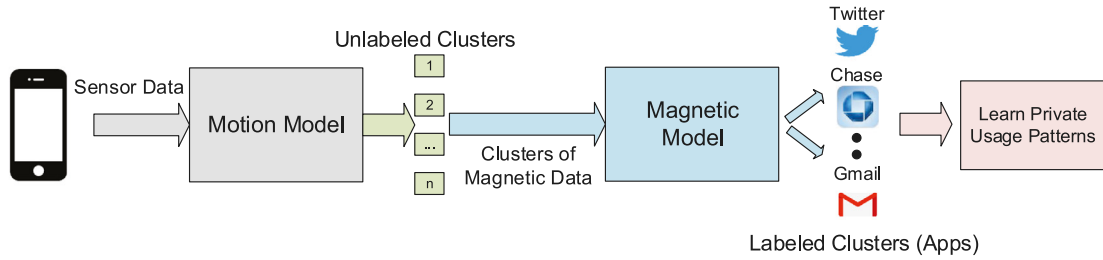 Sensor Data
Motion Model
Unlabeled Clusters
1
2
...
n
Clusters of
Magnetic Data
Magnetic
Model
Twitter
Chase
Gmail
Labeled Clusters (Apps)
Learn Private
Usage Patterns